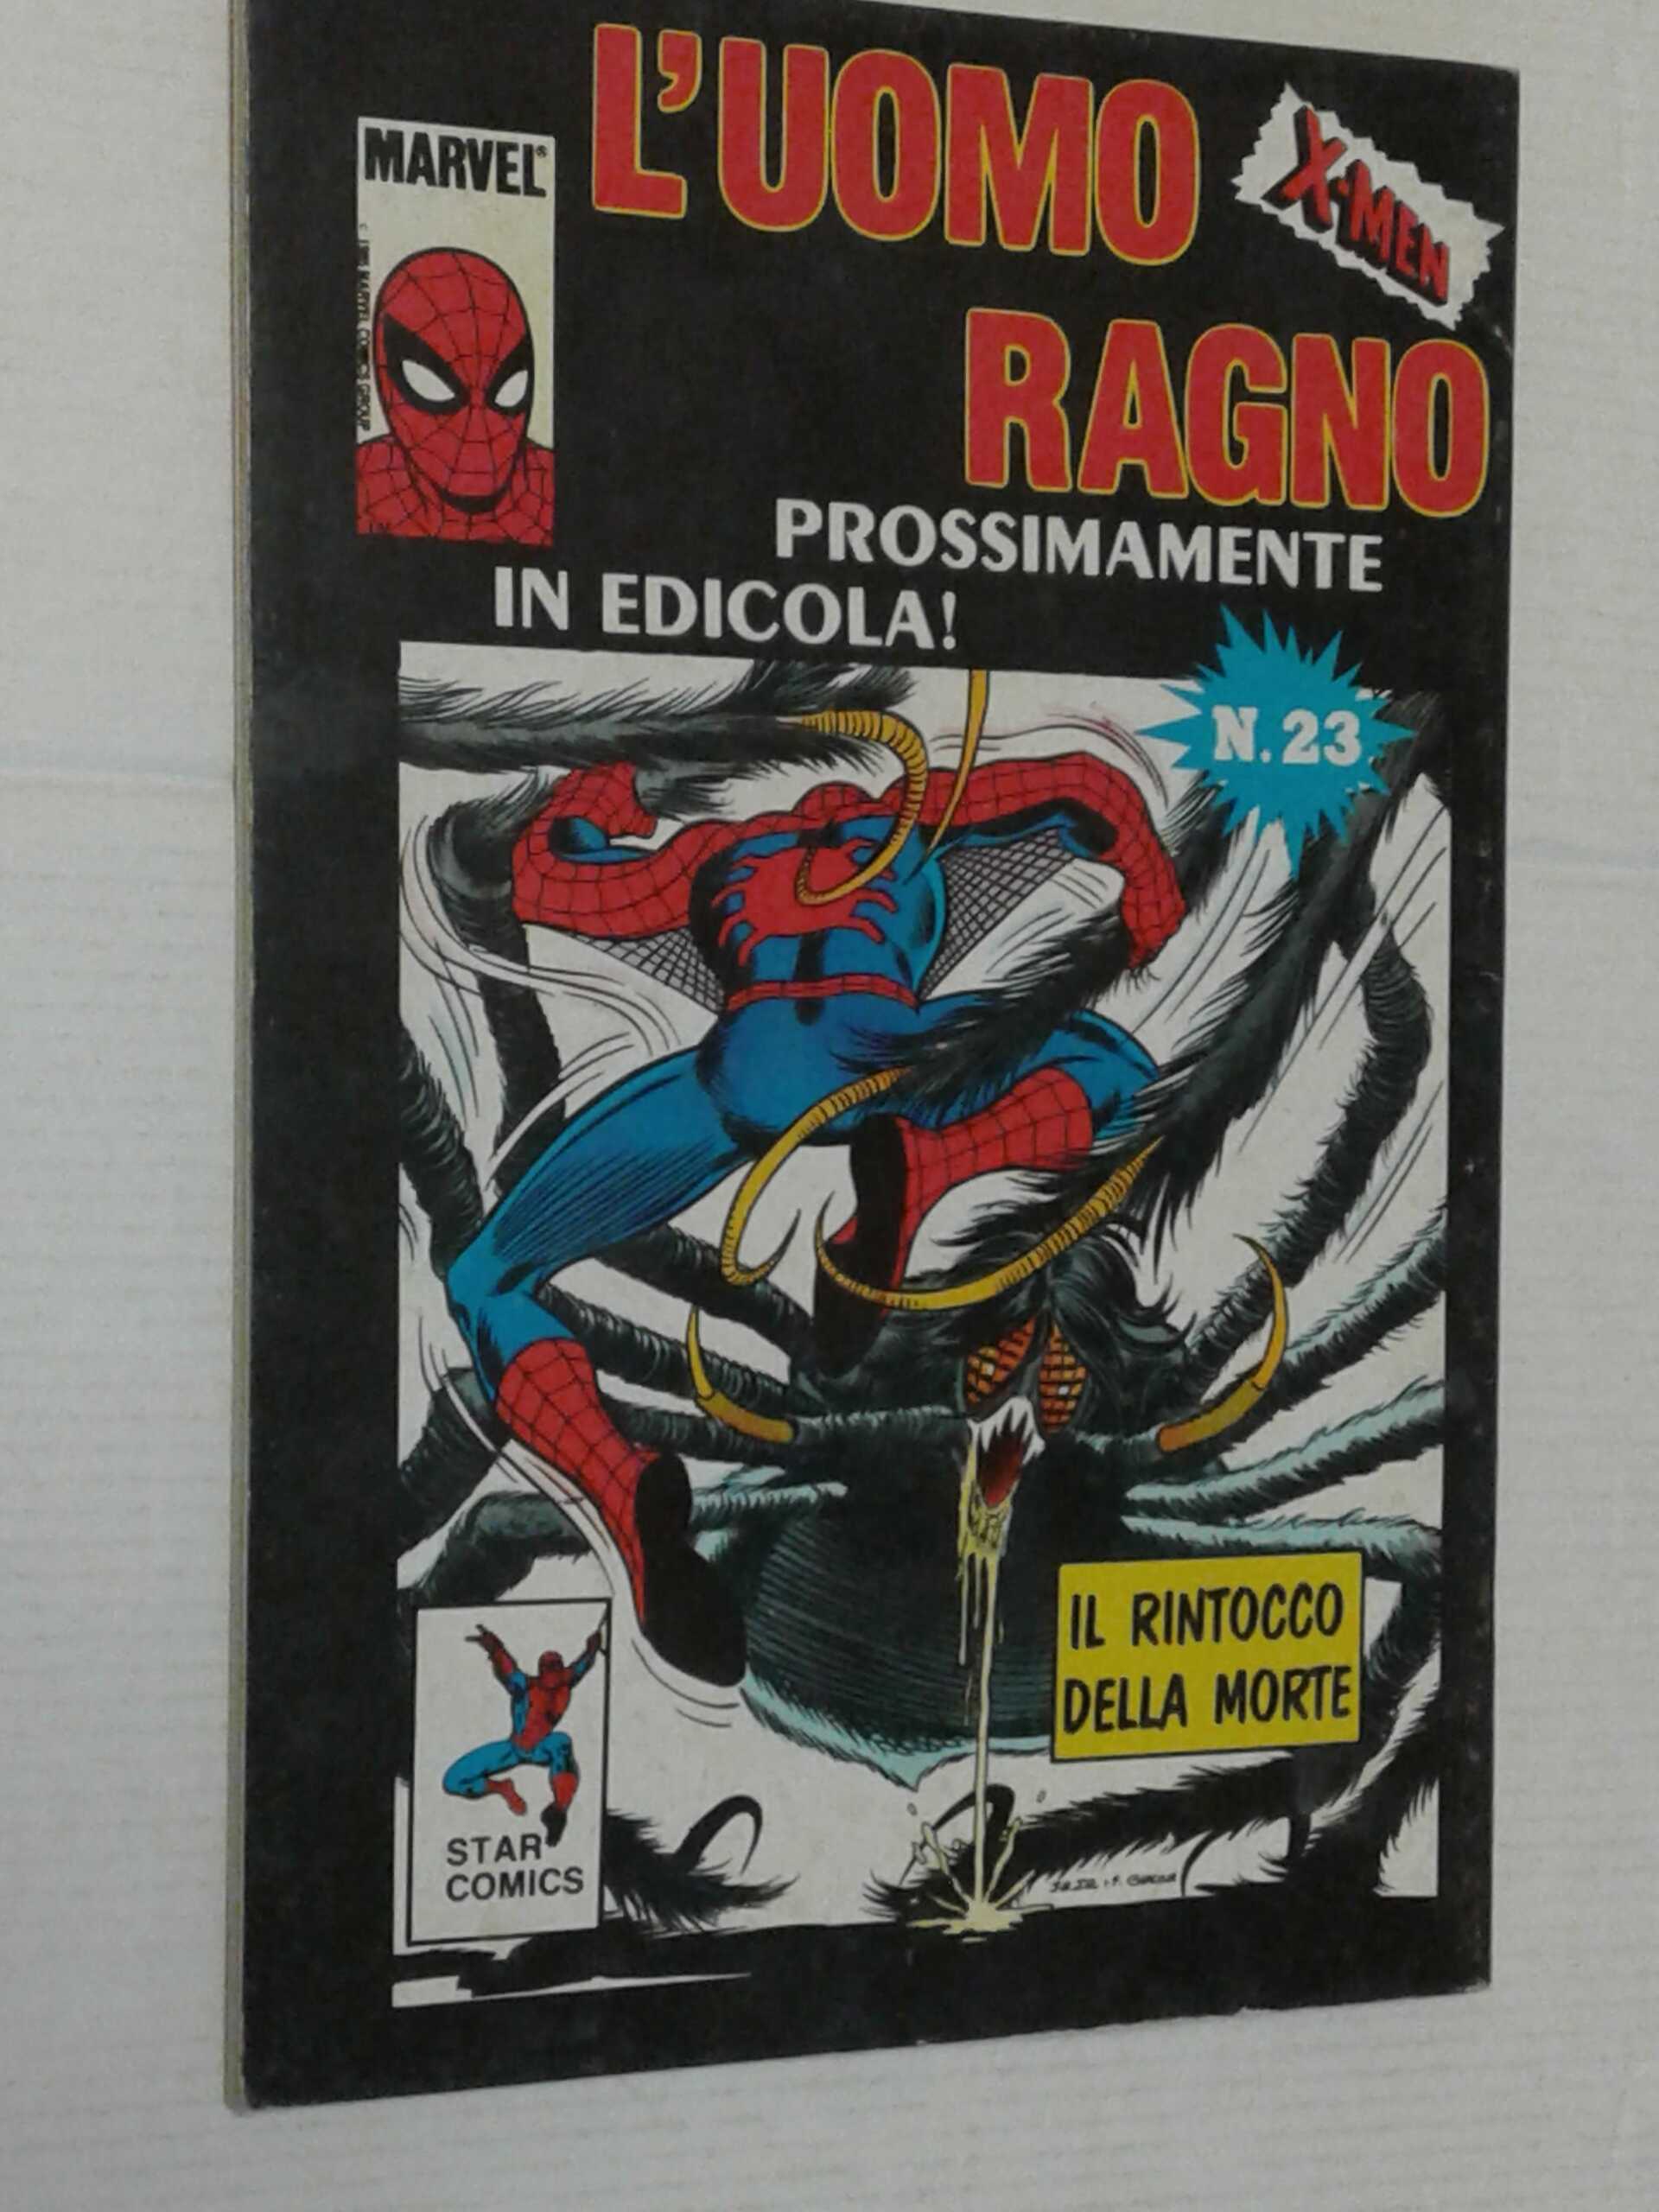 MARVEL®
L'UOMO
X-MEN
RAGNO
PROSSIMAMENTE
IN EDICOLA!
N.23
IL RINTOCCO
DELLA MORTE
STAR
COMICS